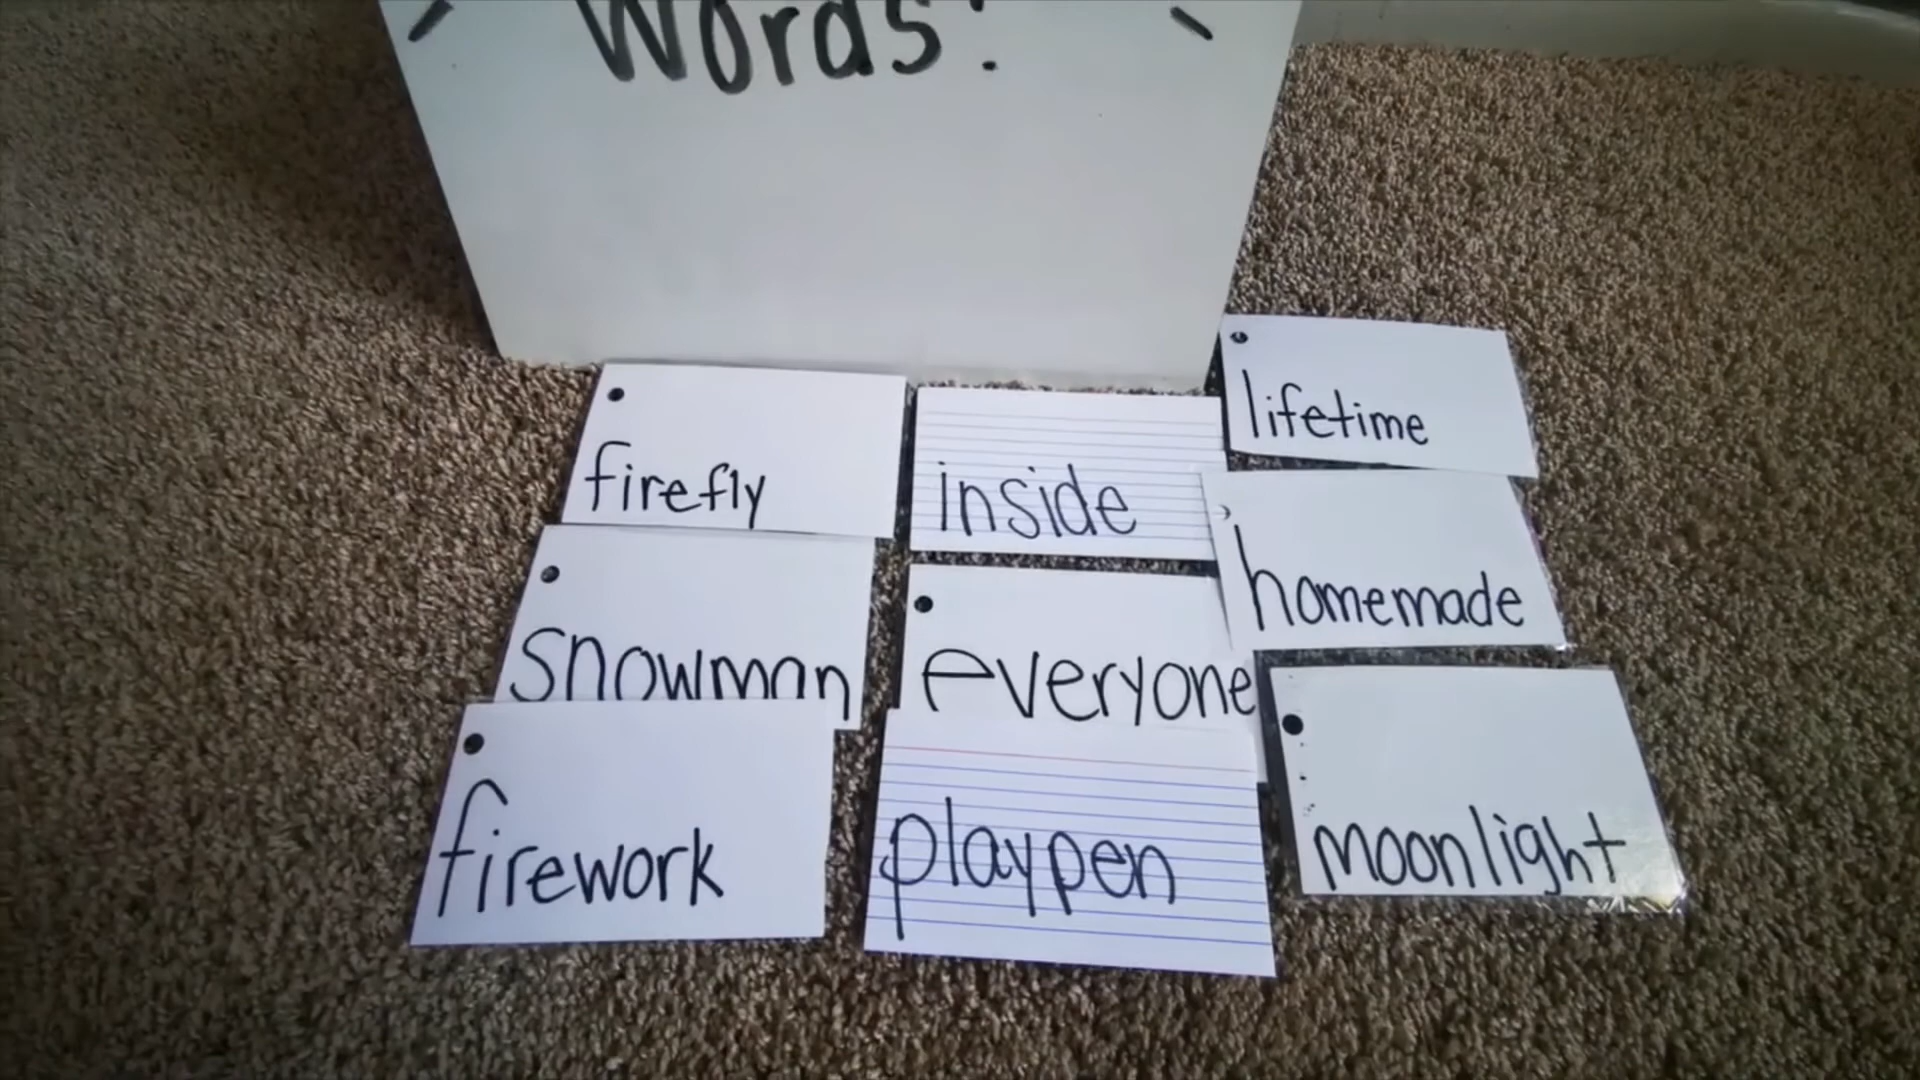 Words:
firefly
inside
lifetime
snowman
everyone
homemade
firework
playpen
moonlight